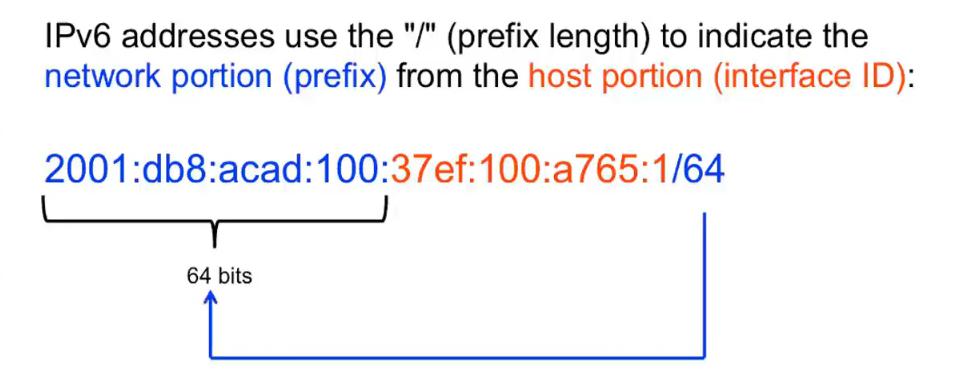 IPv6 addresses use the "/" (prefix length) to indicate the
network portion (prefix) from the host portion (interface ID):
2001:db8:acad:100:37ef:100:a765:1/64
64 bits